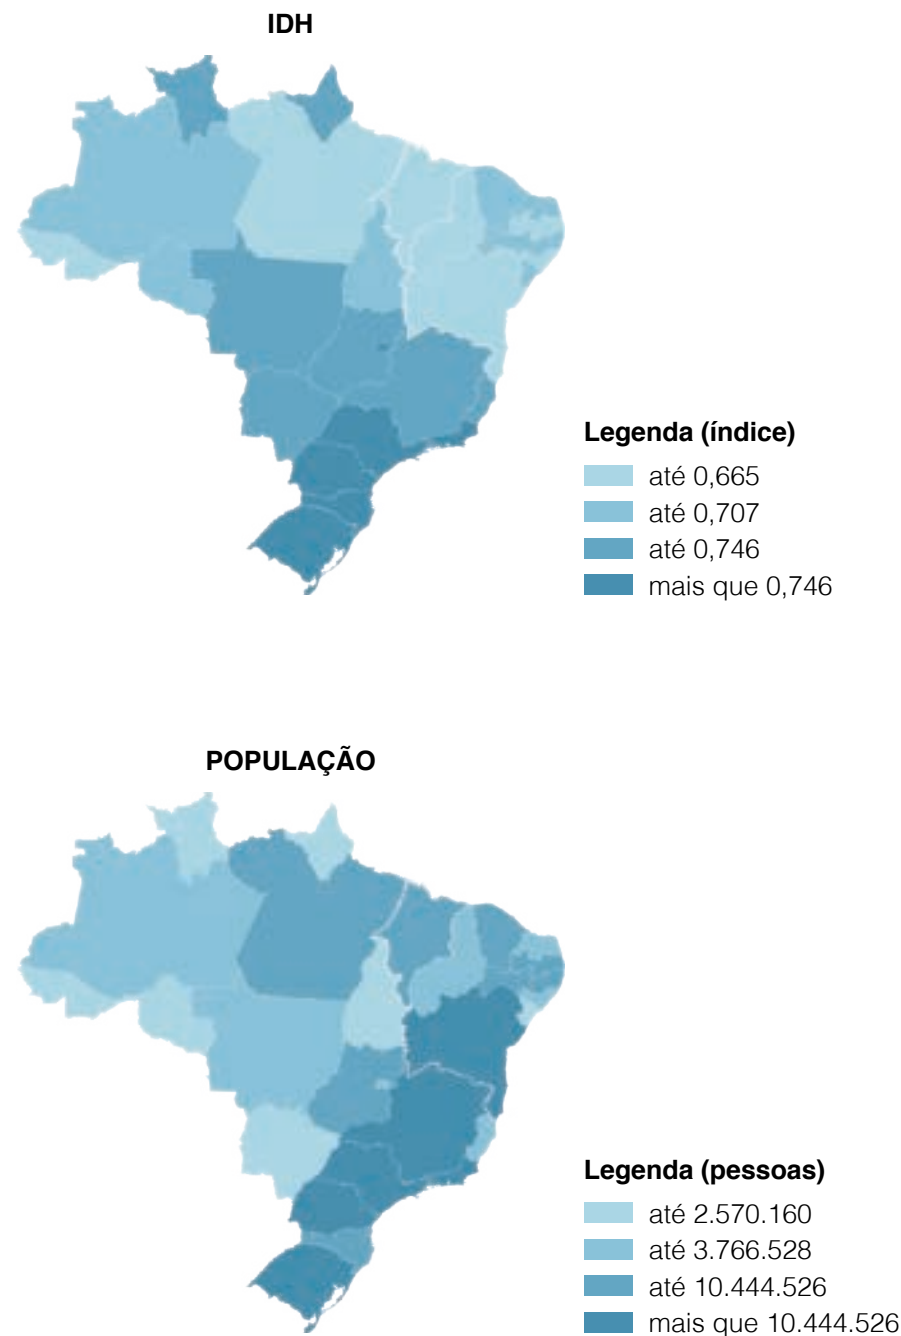 IDH
Legenda (índice)
até 0,665
até 0,707
até 0,746
mais que 0,746
POPULAÇÃO
Legenda (pessoas)
até 2.570.160
até 3.766.528
até 10.444.526
mais que 10.444.526